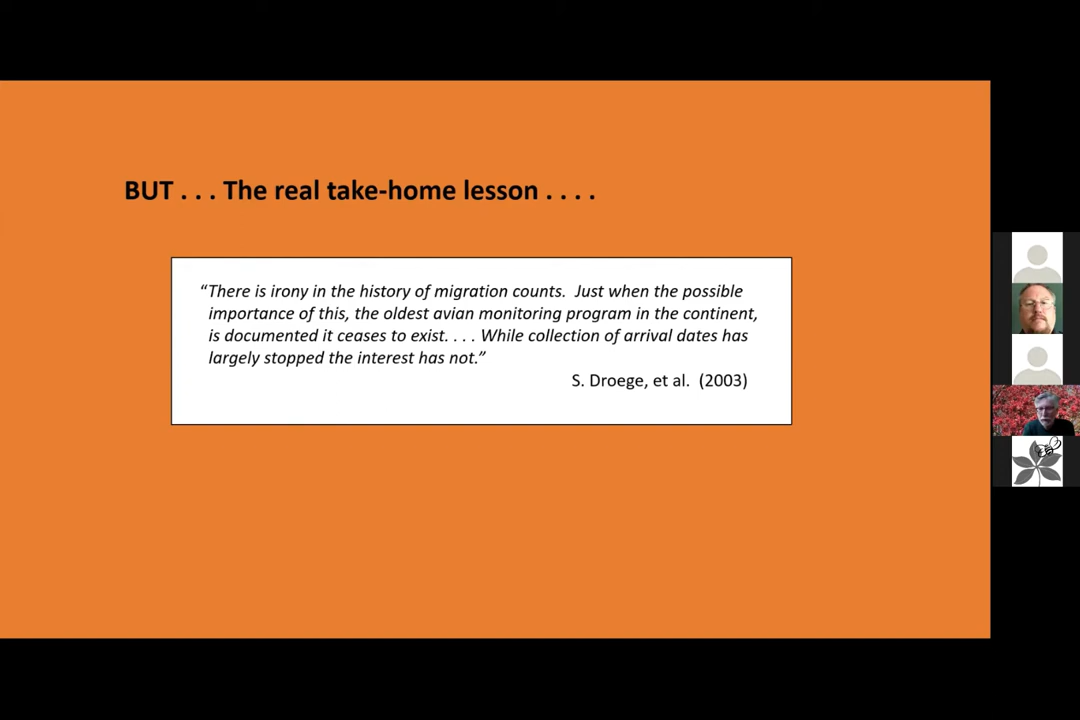 BUT . . . The real take-home lesson . . . .
“There is irony in the history of migration counts.  Just when the possible
importance of this, the oldest avian monitoring program in the continent,
is documented it ceases to exist. . . . While collection of arrival dates has
largely stopped the interest has not.”
S. Droege, et al.  (2003)